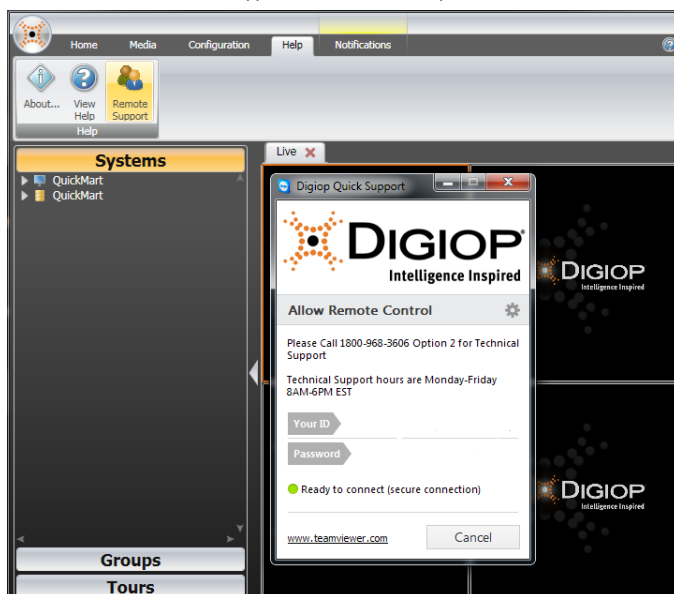 Home Media Configuration Help Notifications
About... View Help Remote Support
Help
Systems
QuickMart
QuickMart
Groups
Tours
Live
Digiop Quick Support
DIGIOP
Intelligence Inspired
Allow Remote Control
Please Call 1800-968-3606 Option 2 for Technical
Support
Technical Support hours are Monday-Friday
8AM-6PM EST
Your ID
Password
Ready to connect (secure connection)
www.teamviewer.com Cancel
DIGIOP
Intelligence Inspired
DIGIOP
Intelligence Inspired